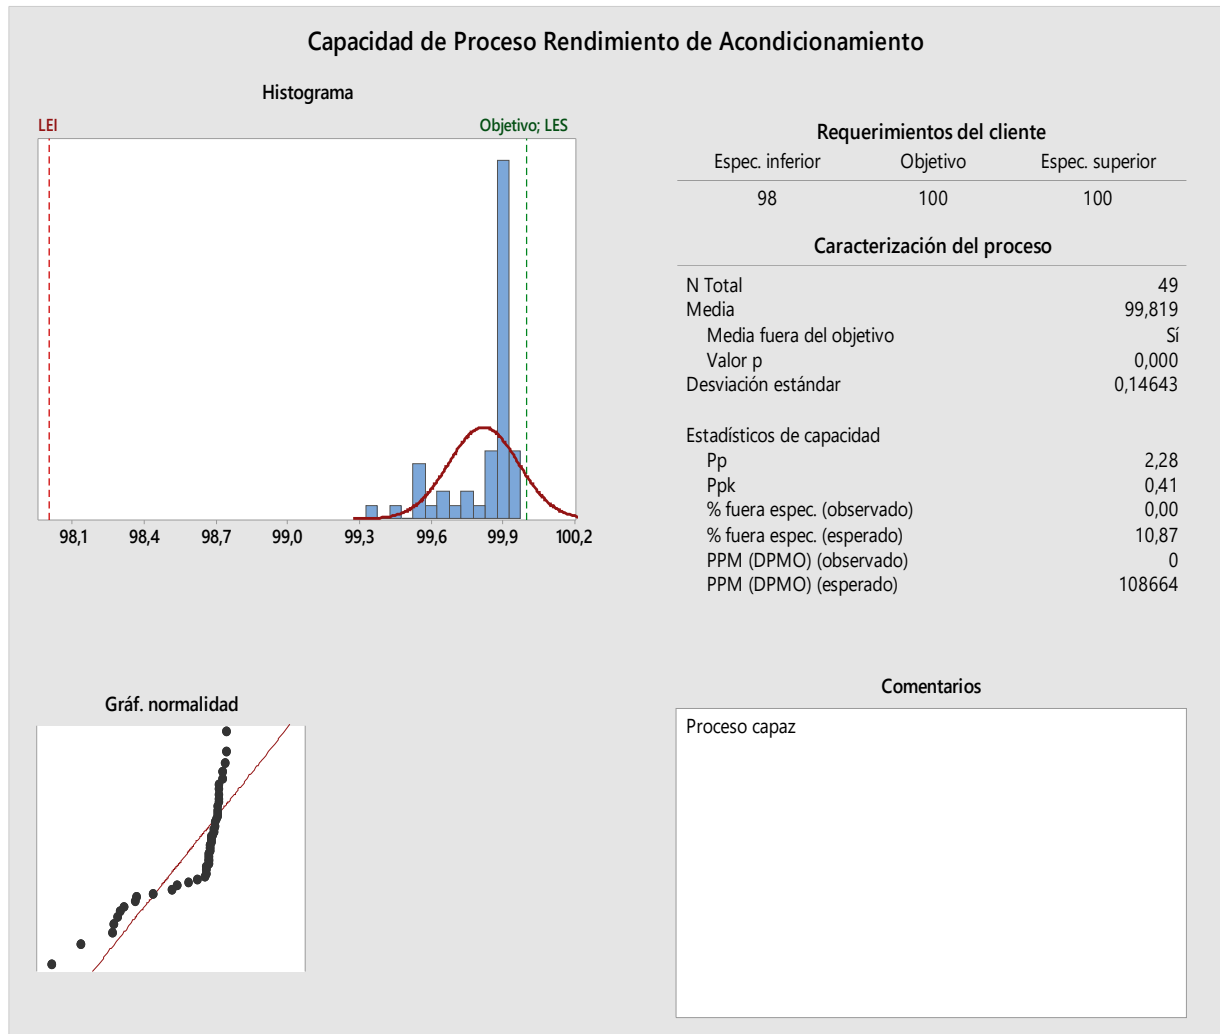 Capacidad de Proceso Rendimiento de Acondicionamiento
Histograma
LEI
Objetivo; LES
98,1 98,4 98,7 99,0 99,3 99,6 99,9 100,2
Requerimientos del cliente
Espec. inferior Objetivo Espec. superior
98 100 100
Caracterización del proceso
N Total 49
Media 99,819
Media fuera del objetivo Sí
Valor p 0,000
Desviación estándar 0,14643
Estadísticos de capacidad
Pp 2,28
Ppk 0,41
% fuera espec. (observado) 0,00
% fuera espec. (esperado) 10,87
PPM (DPMO) (observado) 0
PPM (DPMO) (esperado) 108664
Gráf. normalidad
Comentarios
Proceso capaz